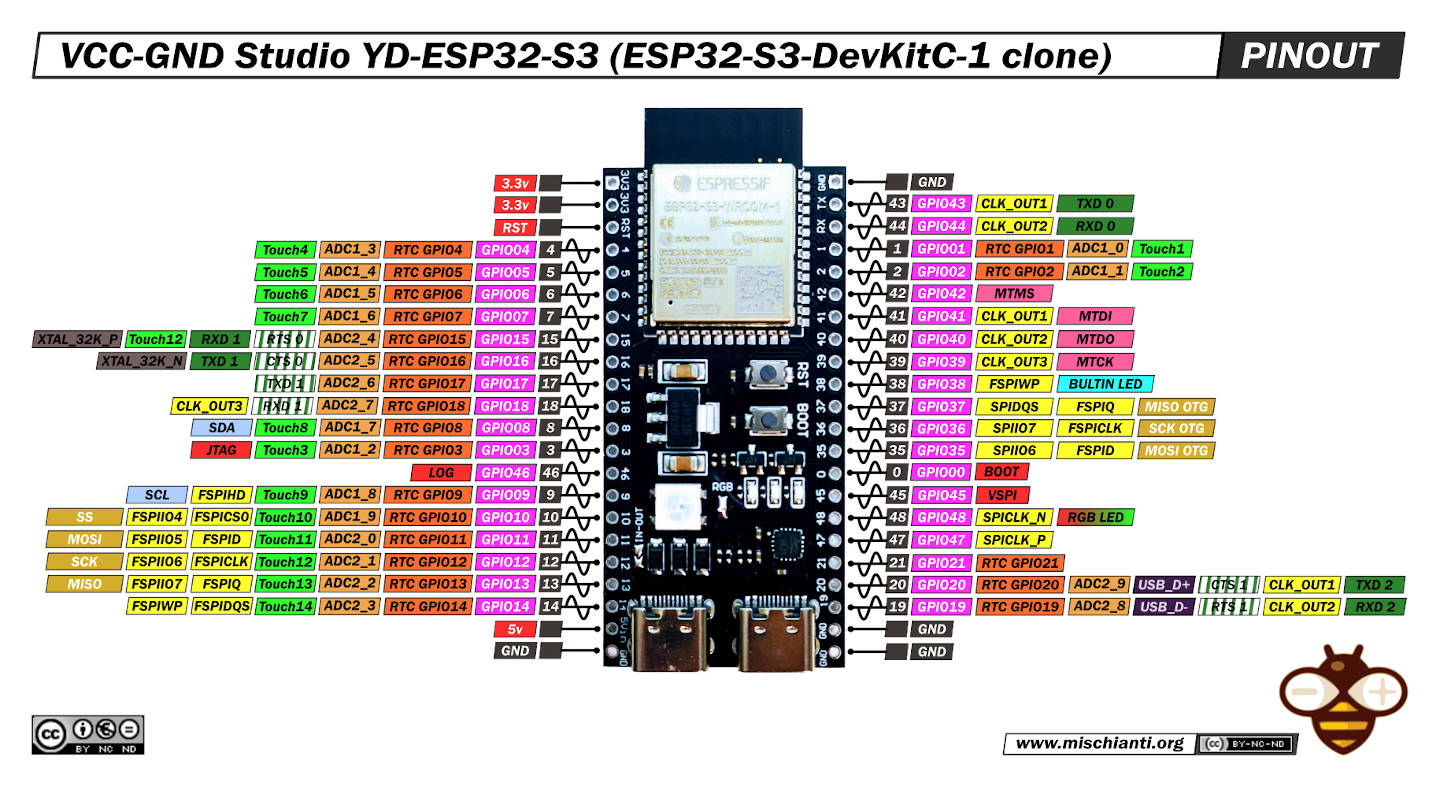 VCC-GND Studio YD-ESP32-S3 (ESP32-S3-DevKitC-1 clone) PINOUT
ESPRESSIF
ESP32-S3-WROOM-1
3.3v 3V3 GND GND
3.3v 3V3 TX 43 GPIO43 CLK_OUT1 TXD 0
RST RST RX 44 GPIO44 CLK_OUT2 RXD 0
Touch4 ADC1_3 RTC GPIO4 GPIO04 4 4 1 1 GPIO01 RTC GPIO1 ADC1_0 Touch1
Touch5 ADC1_4 RTC GPIO5 GPIO05 5 5 2 2 GPIO02 RTC GPIO2 ADC1_1 Touch2
Touch6 ADC1_5 RTC GPIO6 GPIO06 6 6 42 42 GPIO42 MTMS
Touch7 ADC1_6 RTC GPIO7 GPIO07 7 7 41 41 GPIO41 CLK_OUT1 MTDI
XTAL_32K_P Touch12 RXD 1 RTS 0 ADC2_4 RTC GPIO15 GPIO15 15 15 40 40 GPIO40 CLK_OUT2 MTDO
XTAL_32K_N TXD 1 CTS 0 ADC2_5 RTC GPIO16 GPIO16 16 16 39 39 GPIO39 CLK_OUT3 MTCK
TXD 1 ADC2_6 RTC GPIO17 GPIO17 17 17 RST 38 38 GPIO38 FSPIWP BULTIN LED
CLK_OUT3 RXD 1 ADC2_7 RTC GPIO18 GPIO18 18 18 37 37 GPIO37 SPIDQS FSPIQ MISO OTG
SDA Touch8 ADC1_7 RTC GPIO8 GPIO08 8 8 BOOT 36 36 GPIO36 SPIIO7 FSPICLK SCK OTG
JTAG Touch3 ADC1_2 RTC GPIO3 GPIO03 3 3 35 35 GPIO35 SPIIO6 FSPID MOSI OTG
LOG GPIO46 46 46 0 0 GPIO00 BOOT
SCL FSPIHD Touch9 ADC1_8 RTC GPIO9 GPIO09 9 9 RGB 45 45 GPIO45 VSPI
SS FSPIIO4 FSPICS0 Touch10 ADC1_9 RTC GPIO10 GPIO10 10 10 48 48 GPIO48 SPICLK_N RGB LED
MOSI FSPIIO5 FSPID Touch11 ADC2_0 RTC GPIO11 GPIO11 11 11 IN-OUT 47 47 GPIO47 SPICLK_P
SCK FSPIIO6 FSPICLK Touch12 ADC2_1 RTC GPIO12 GPIO12 12 12 21 21 GPIO21 RTC GPIO21
MISO FSPIIO7 FSPIQ Touch13 ADC2_2 RTC GPIO13 GPIO13 13 13 20 20 GPIO20 RTC GPIO20 ADC2_9 USB_D+ CTS 1 CLK_OUT1 TXD 2
FSPIWP FSPIDQS Touch14 ADC2_3 RTC GPIO14 GPIO14 14 14 19 19 GPIO19 RTC GPIO19 ADC2_8 USB_D- RTS 1 CLK_OUT2 RXD 2
5v 5Vin GND GND
GND GND GND GND
cc BY NC ND
www.mischianti.org cc BY-NC-ND